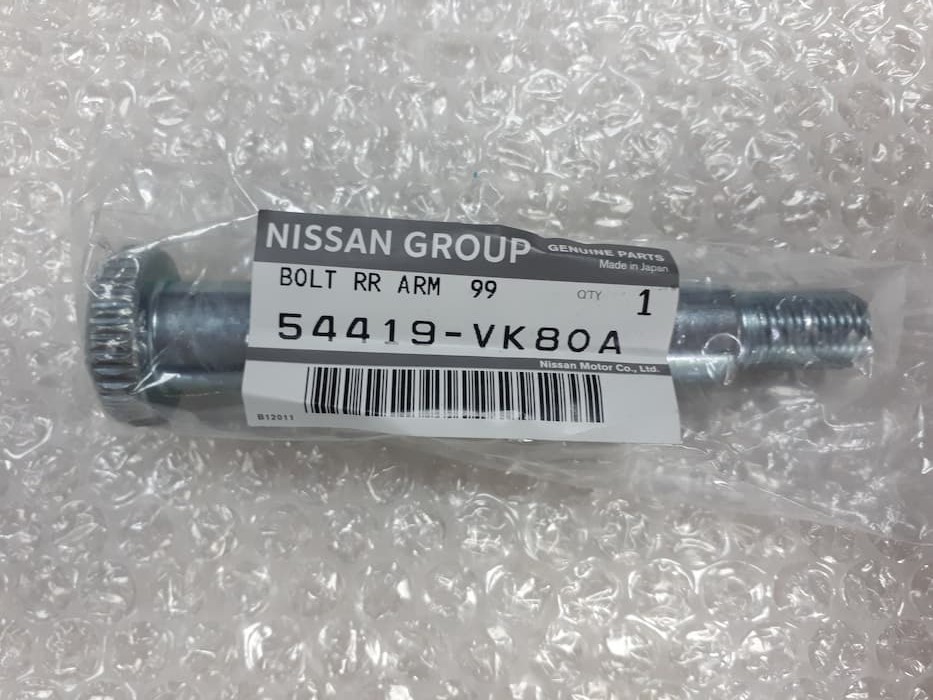 NISSAN GROUP GENUINE PARTS
Made in Japan
BOLT RR ARM 99 QTY 1
54419-VK80A
Nissan Motor Co., Ltd.
B12011